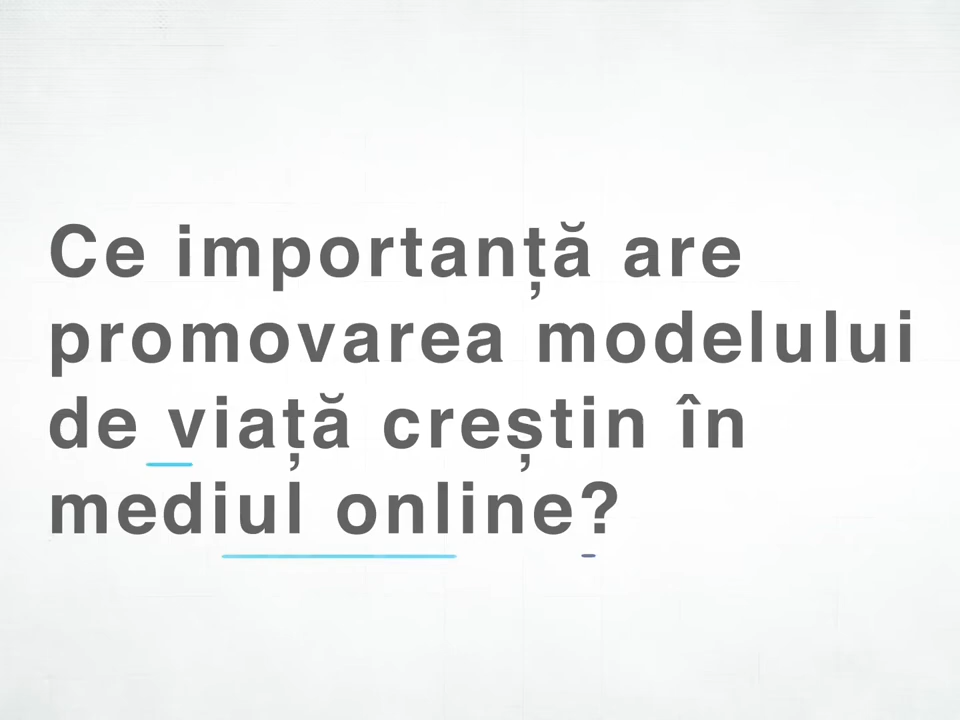 Ce importanță are
promovarea modelului
de viață creștin în
mediul online?